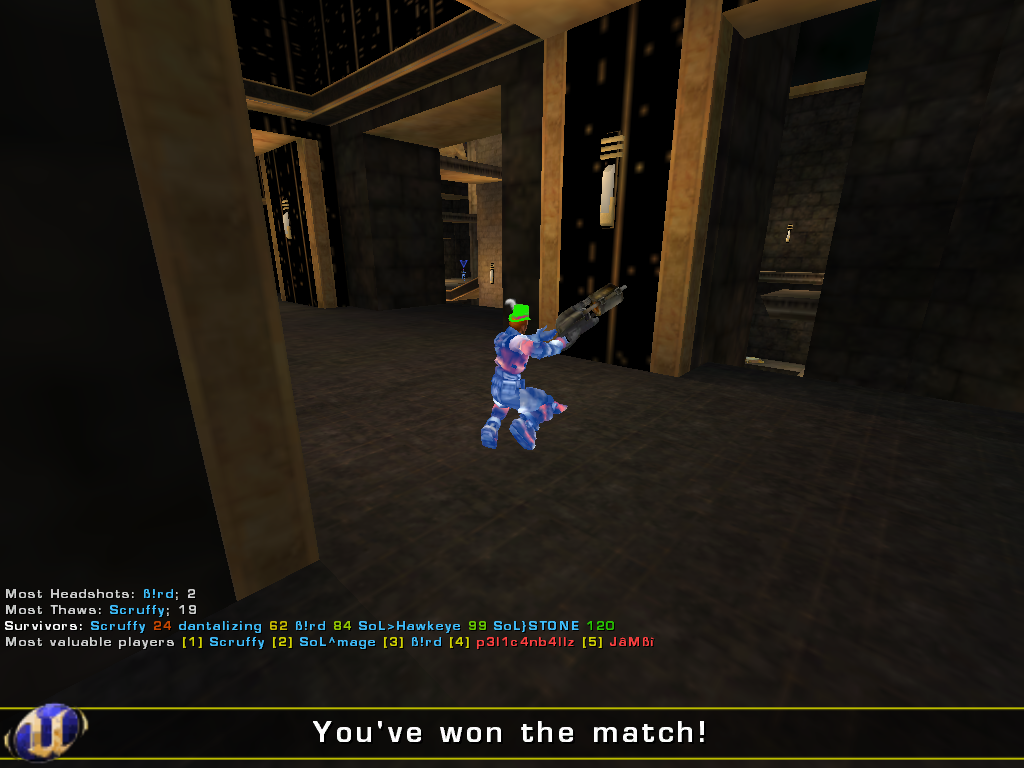 Most Headshots: ß!rd; 2
Most Thaws: Scruffy; 19
Survivors: Scruffy 24 dantalizing 62 ß!rd 84 SoL>Hawkeye 99 SoL}STONE 120
Most valuable players [1] Scruffy [2] SoL^mage [3] ß!rd [4] p3l1c4nb4llz [5] JâMßî
You've won the match!